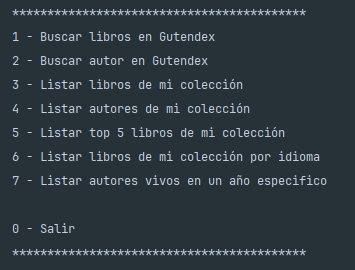 ******************************************
1 - Buscar libros en Gutendex
2 - Buscar autor en Gutendex
3 - Listar libros de mi colección
4 - Listar autores de mi colección
5 - Listar top 5 libros de mi colección
6 - Listar libros de mi colección por idioma
7 - Listar autores vivos en un año especifico
0 - Salir
******************************************